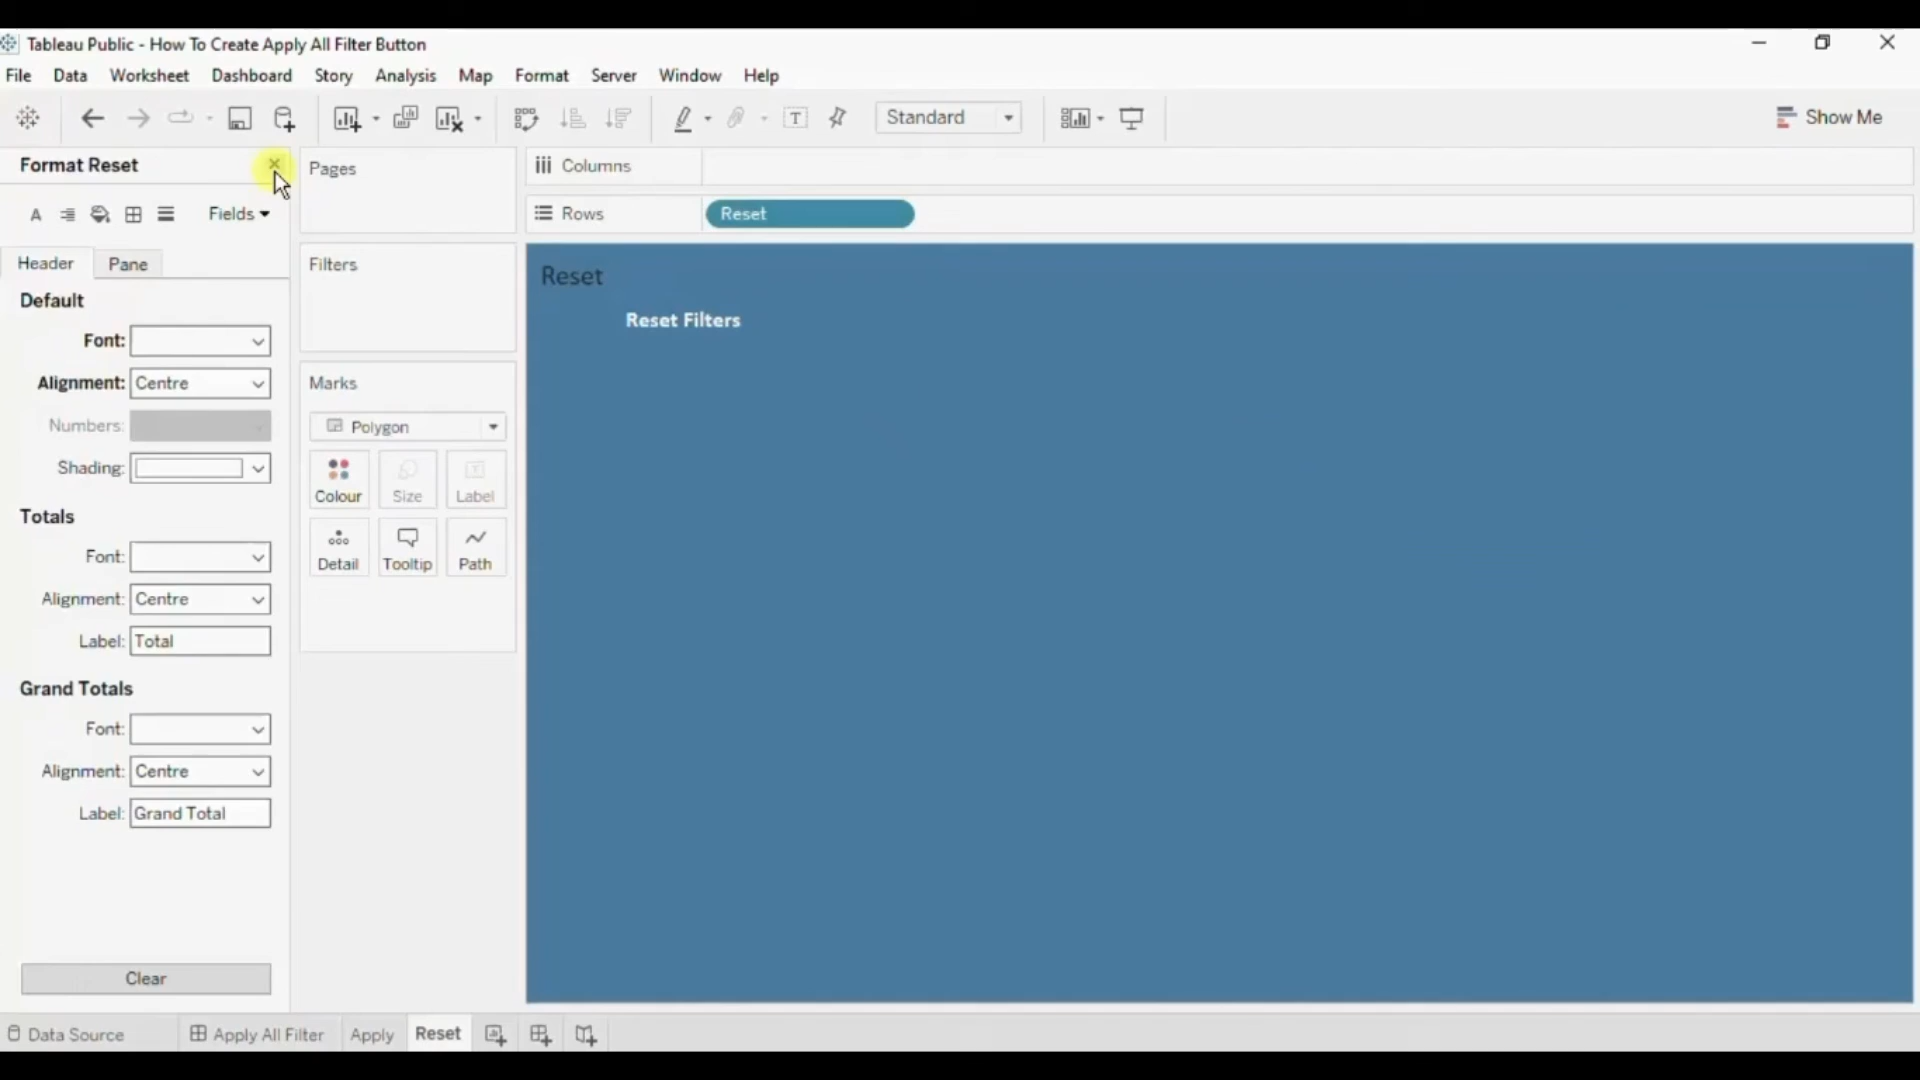 Tableau Public - How To Create Apply All Filter Button
File Data Worksheet Dashboard Story Analysis Map Format Server Window Help
Standard
Show Me
Format Reset
Fields
Header Pane
Default
Font:
Alignment: Centre
Numbers:
Shading:
Totals
Font:
Alignment: Centre
Label: Total
Grand Totals
Font:
Alignment: Centre
Label: Grand Total
Clear
Pages
Filters
Marks
Polygon
Colour Size Label
Detail Tooltip Path
Columns
Rows Reset
Reset
Reset Filters
Data Source Apply All Filter Apply Reset